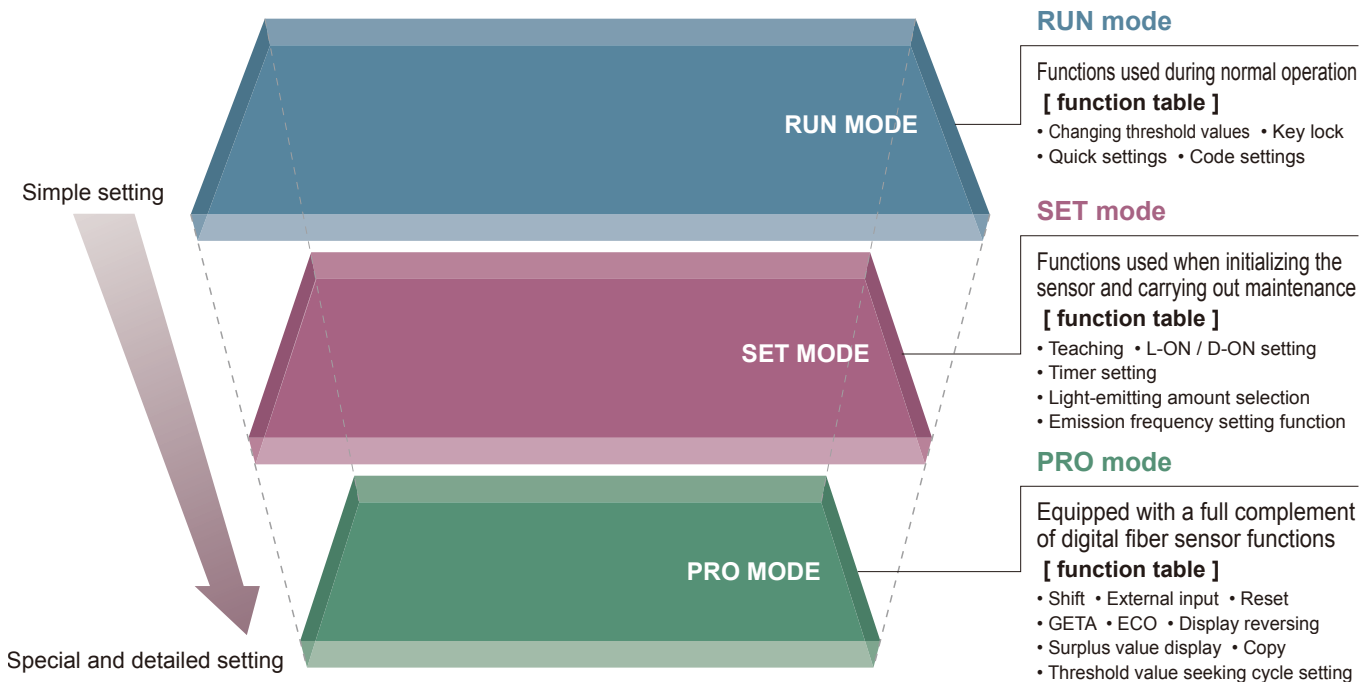 Simple setting
Special and detailed setting
RUN MODE
SET MODE
PRO MODE
RUN mode
Functions used during normal operation
[ function table ]
• Changing threshold values • Key lock
• Quick settings • Code settings
SET mode
Functions used when initializing the
sensor and carrying out maintenance
[ function table ]
• Teaching • L-ON / D-ON setting
• Timer setting
• Light-emitting amount selection
• Emission frequency setting function
PRO mode
Equipped with a full complement
of digital fiber sensor functions
[ function table ]
• Shift • External input • Reset
• GETA • ECO • Display reversing
• Surplus value display • Copy
• Threshold value seeking cycle setting